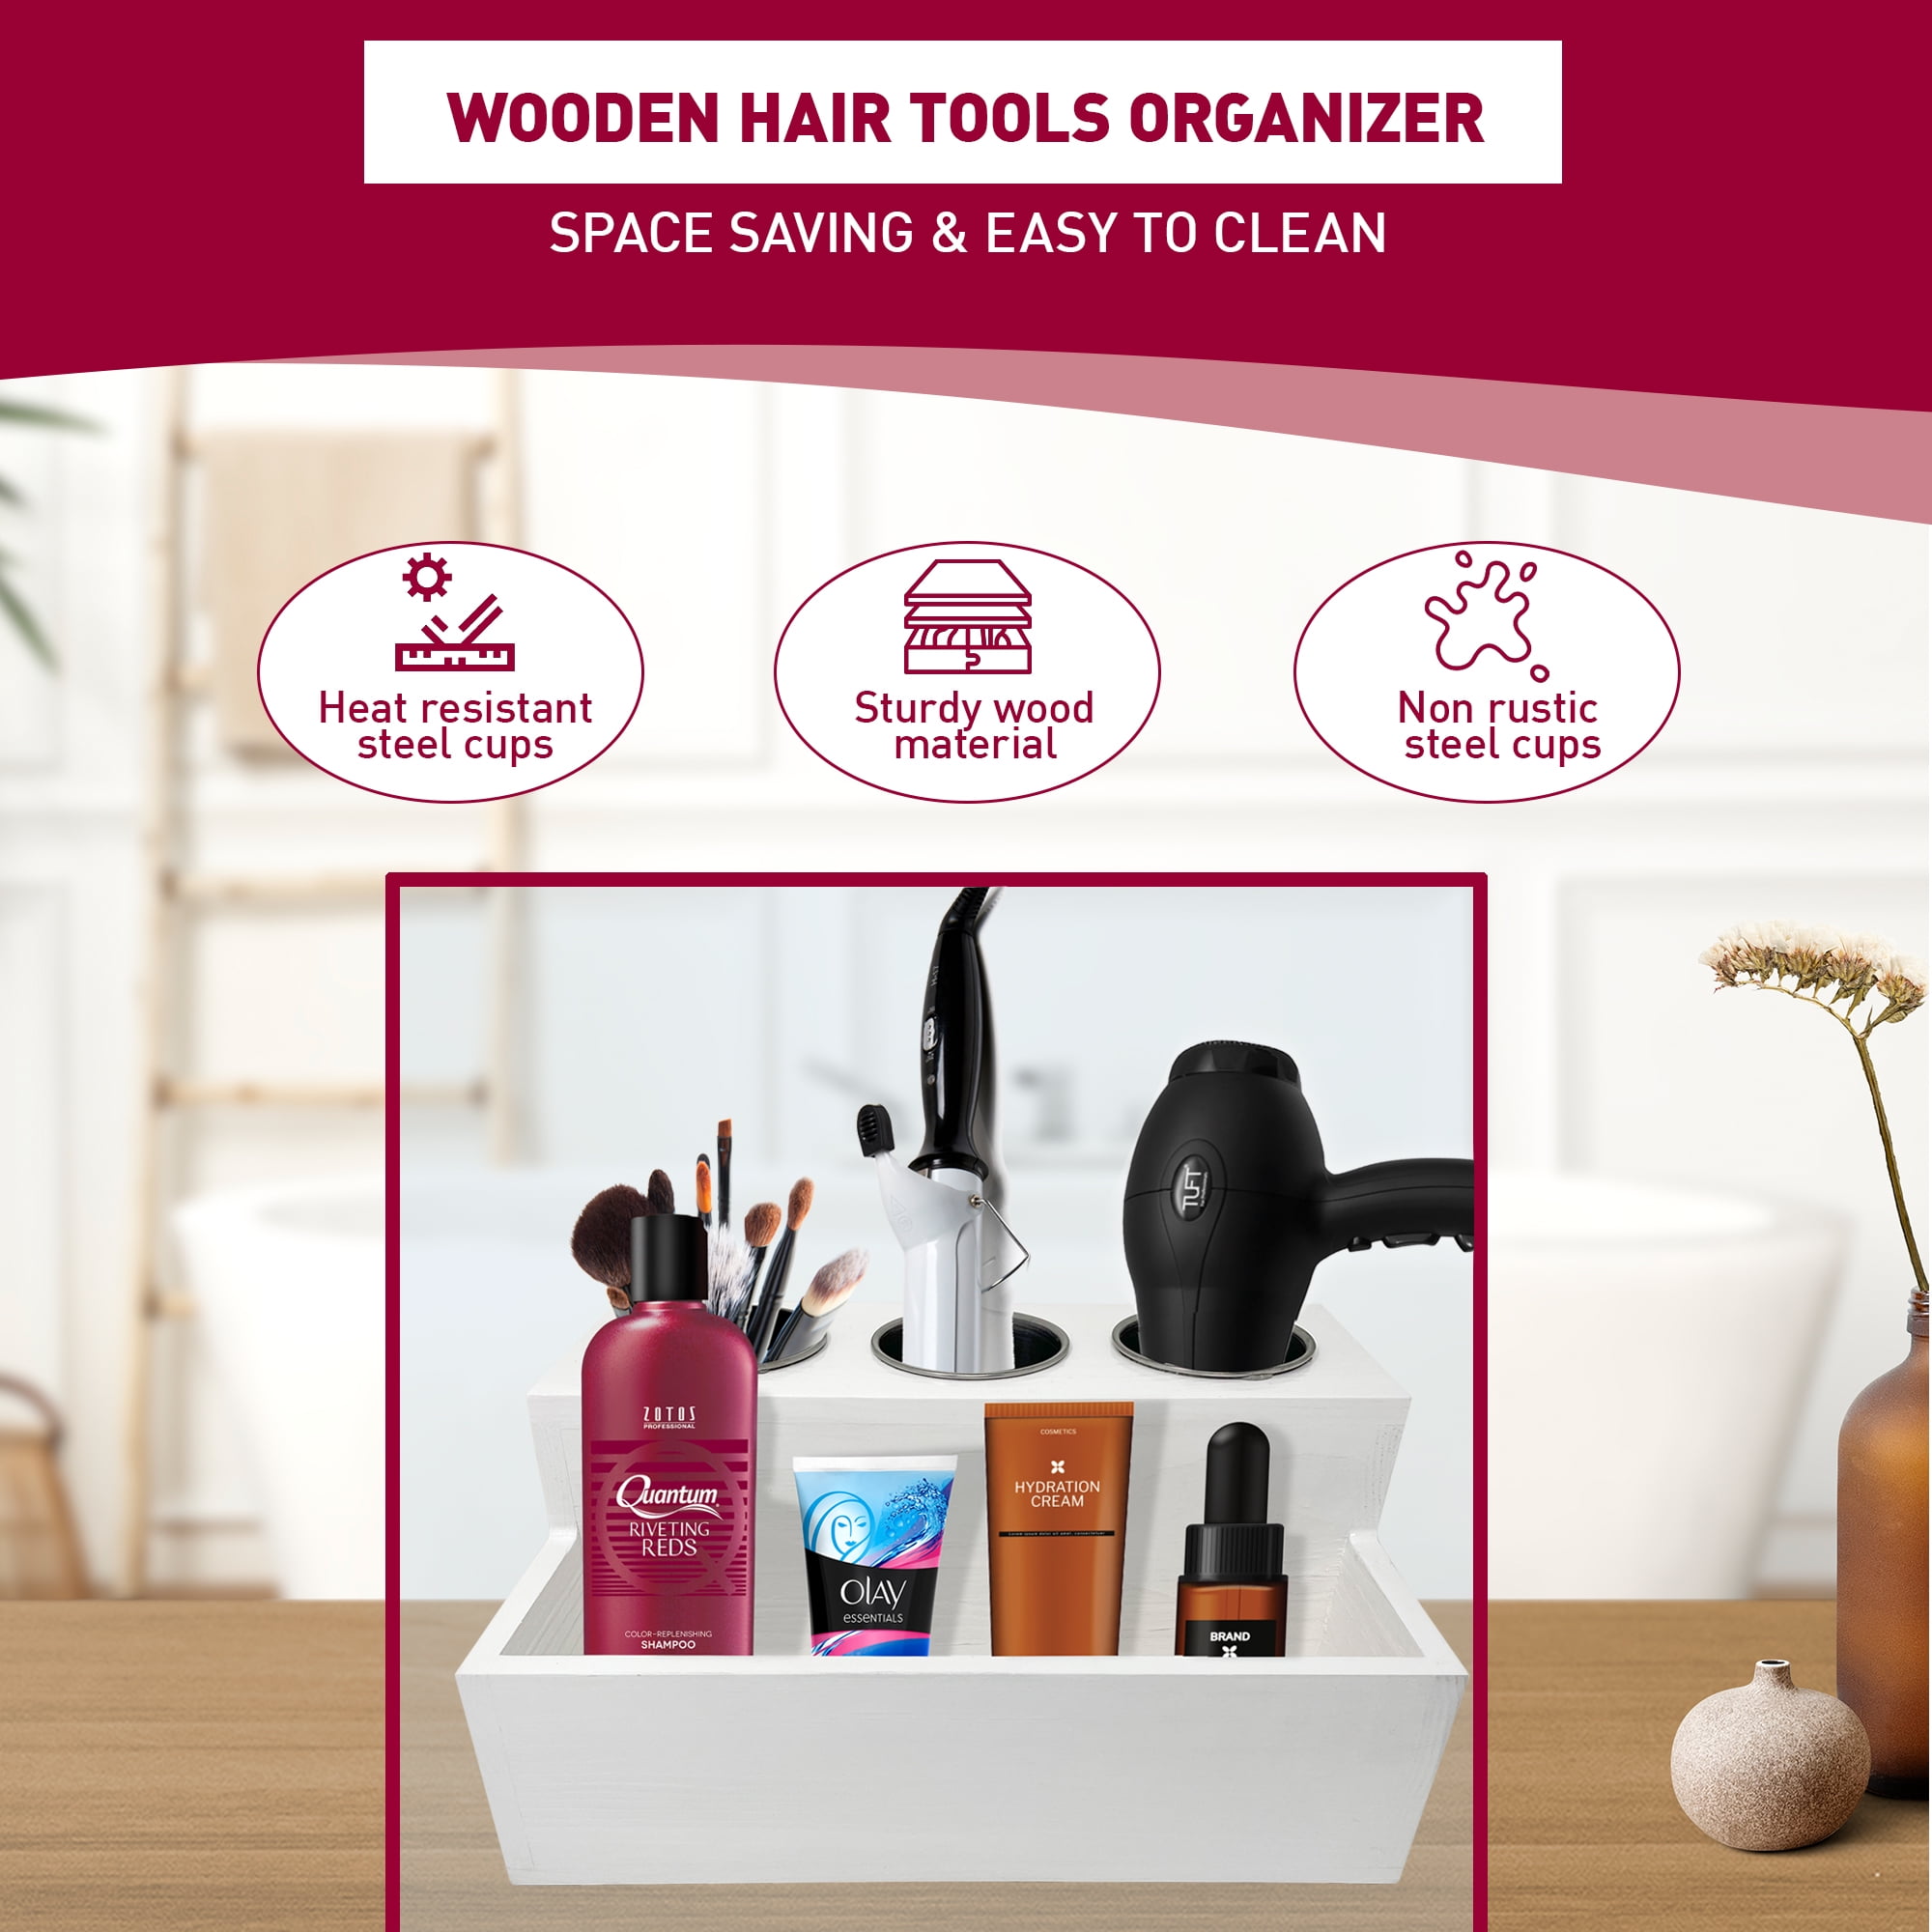 WOODEN HAIR TOOLS ORGANIZER
SPACE SAVING & EASY TO CLEAN
Heat resistant
steel cups
Sturdy wood
material
Non rustic
steel cups
TUFT
ZOTOS
PROFESSIONAL
Quantum
RIVETING
REDS
COLOR-REPLENISHING
SHAMPOO
OLAY
ESSENTIALS
COSMETICS
HYDRATION
CREAM
BRAND